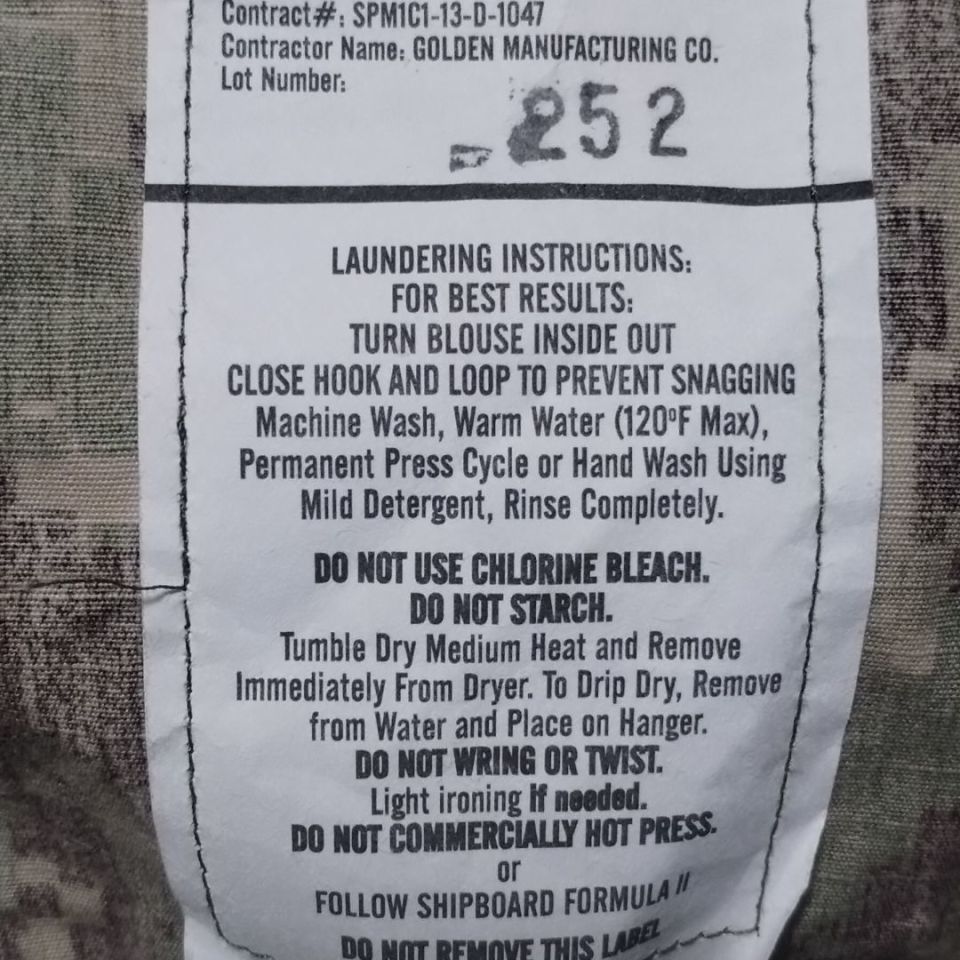 Contract#: SPM1C1-13-D-1047
Contractor Name: GOLDEN MANUFACTURING CO.
Lot Number:
252
LAUNDERING INSTRUCTIONS:
FOR BEST RESULTS:
TURN BLOUSE INSIDE OUT
CLOSE HOOK AND LOOP TO PREVENT SNAGGING
Machine Wash, Warm Water (120ºF Max),
Permanent Press Cycle or Hand Wash Using
Mild Detergent, Rinse Completely.
DO NOT USE CHLORINE BLEACH.
DO NOT STARCH.
Tumble Dry Medium Heat and Remove
Immediately From Dryer. To Drip Dry, Remove
from Water and Place on Hanger.
DO NOT WRING OR TWIST.
Light ironing if needed.
DO NOT COMMERCIALLY HOT PRESS.
or
FOLLOW SHIPBOARD FORMULA II
DO NOT REMOVE THIS LABEL